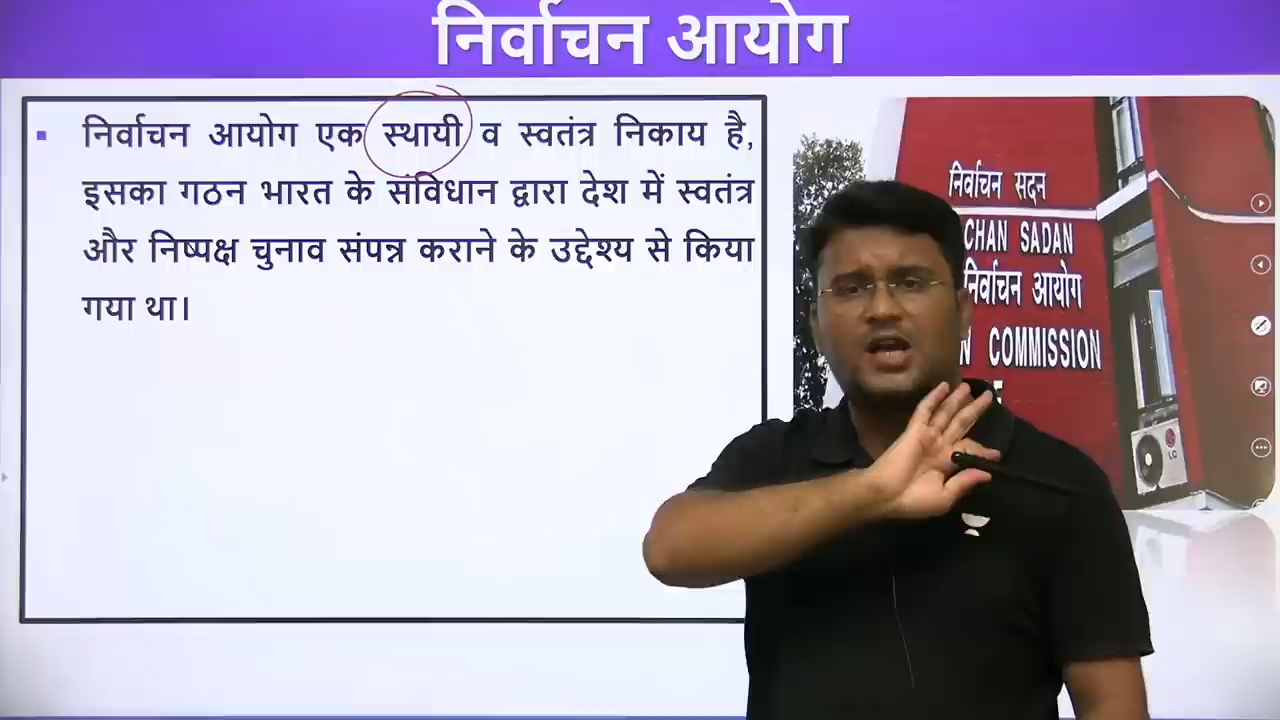 निर्वाचन आयोग
निर्वाचन आयोग एक स्थायी व स्वतंत्र निकाय है,
इसका गठन भारत के संविधान द्वारा देश में स्वतंत्र
और निष्पक्ष चुनाव संपन्न कराने के उद्देश्य से किया
गया था।
निर्वाचन सदन
CHAN SADAN
निर्वाचन आयोग
N COMMISSION
LG